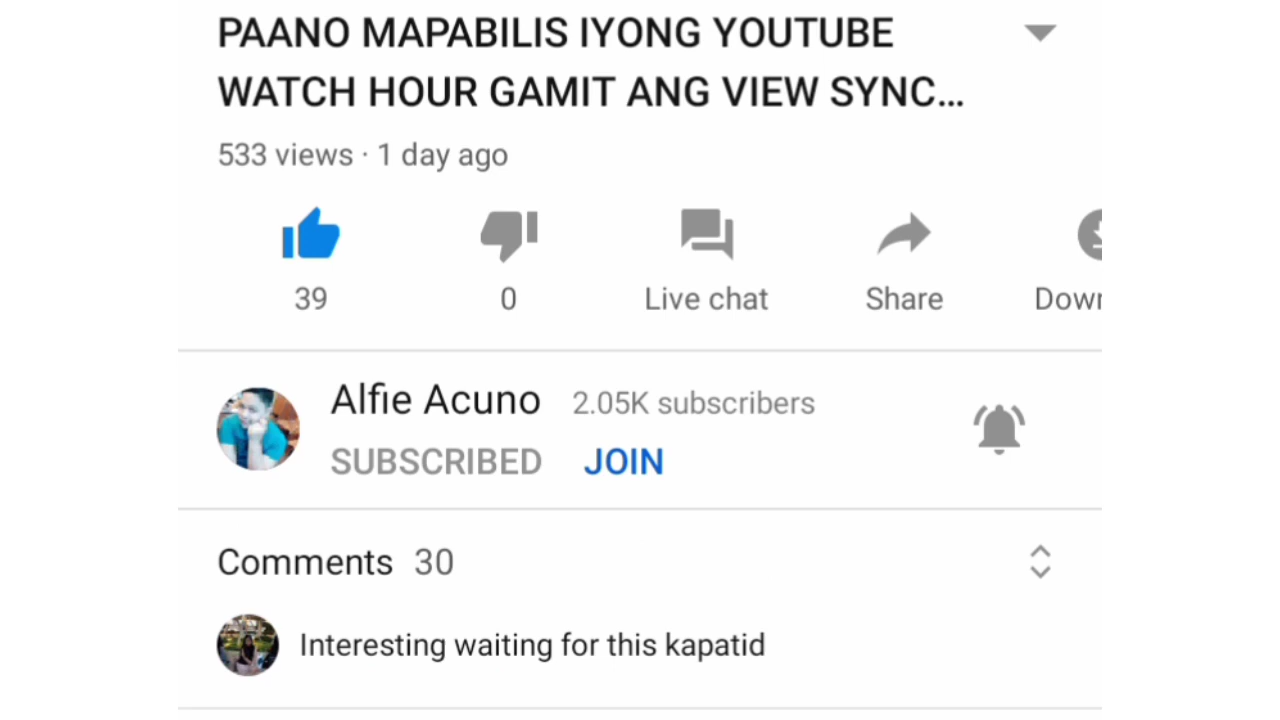 PAANO MAPABILIS IYONG YOUTUBE
WATCH HOUR GAMIT ANG VIEW SYNC...
533 views · 1 day ago
39
0
Live chat
Share
Dow
Alfie Acuno 2.05K subscribers
SUBSCRIBED JOIN
Comments 30
Interesting waiting for this kapatid